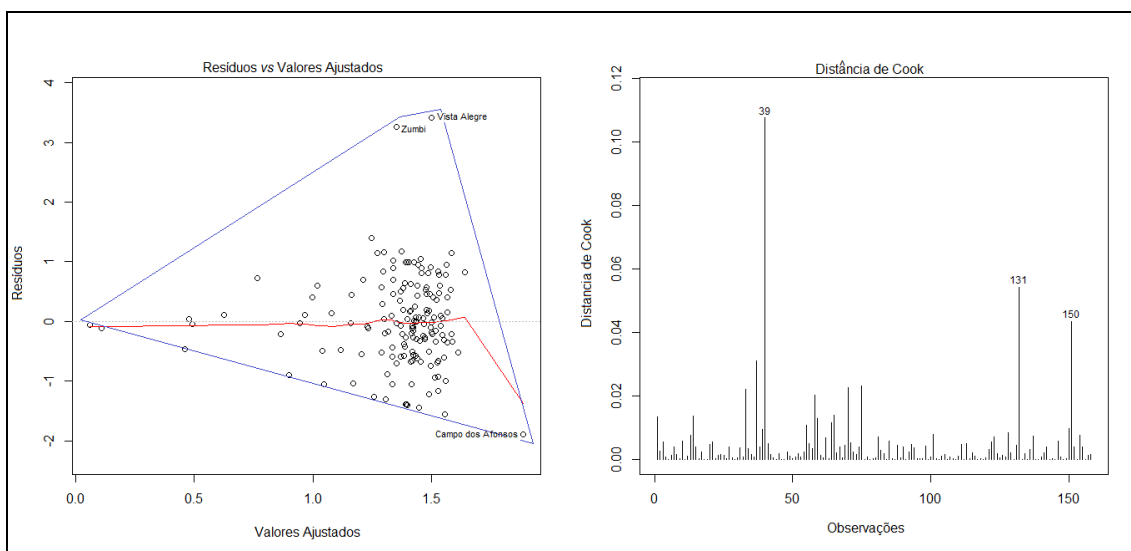 Resíduos vs Valores Ajustados
4
3
2
1
0
-1
-2
Resíduos
Vista Alegre
Zumbi
Campo dos Afonsos
0.0
0.5
1.0
1.5
Valores Ajustados
Distância de Cook
0.12
0.10
0.08
0.06
0.04
0.02
0.00
Distancia de Cook
39
131
150
0
50
100
150
Observações